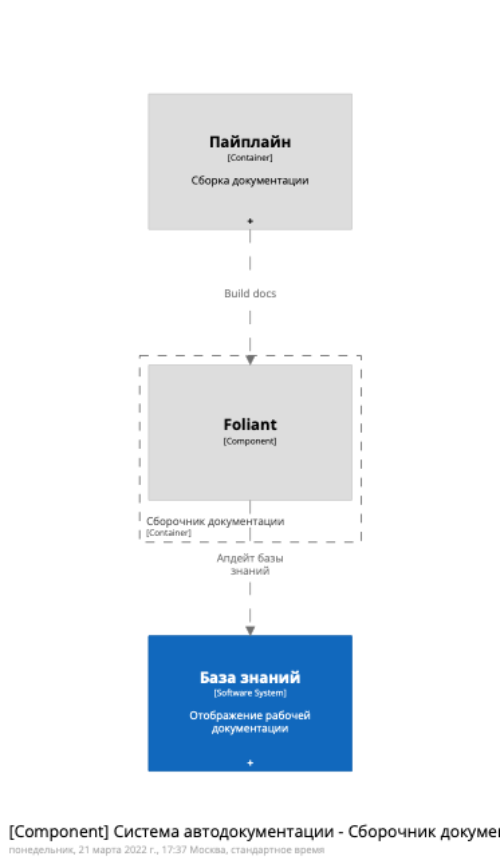 Пайплайн
[Container]
Сборка документации
+
Build docs
Foliant
[Component]
Сборочник документации
[Container]
Апдейт базы
знаний
База знаний
[Software System]
Отображение рабочей
документации
+
[Component] Система автодокументации - Сборочник докуме
понедельник, 21 марта 2022 г., 17:37 Москва, стандартное время